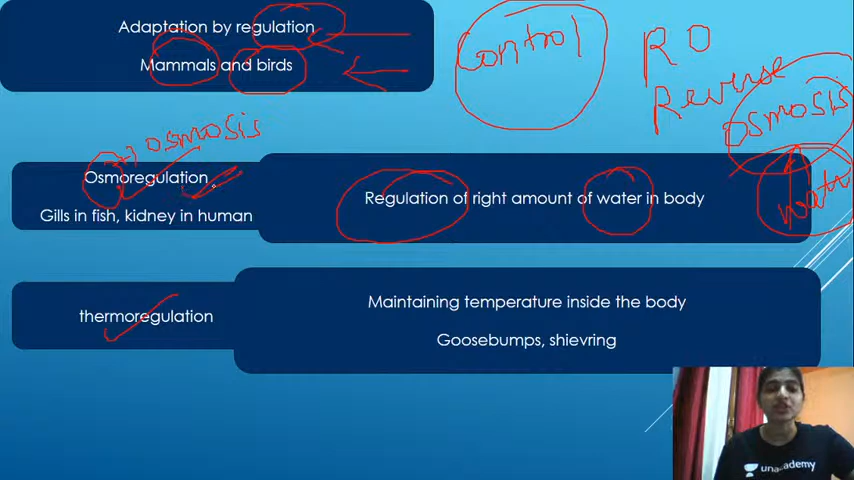 Adaptation by regulation
Mammals and birds
control
RO
Reverse
osmosis
water
osmosis
Osmoregulation
Gills in fish, kidney in human
Regulation of right amount of water in body
thermoregulation
Maintaining temperature inside the body
Goosebumps, shievring
unacademy